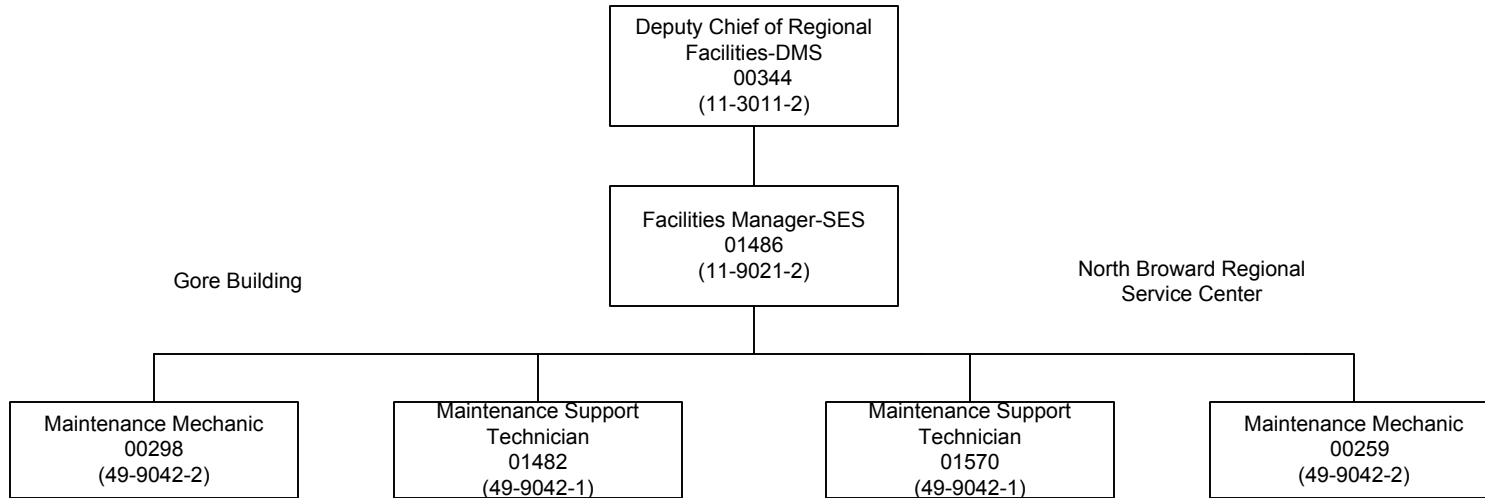 Deputy Chief of Regional
Facilities-DMS
00344
(11-3011-2)
Facilities Manager-SES
01486
(11-9021-2)
Gore Building
North Broward Regional
Service Center
Maintenance Mechanic
00298
(49-9042-2)
Maintenance Support
Technician
01482
(49-9042-1)
Maintenance Support
Technician
01570
(49-9042-1)
Maintenance Mechanic
00259
(49-9042-2)